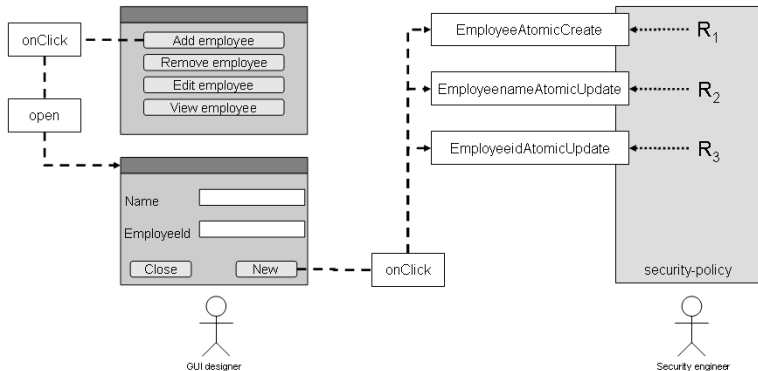 onClick
open
Add employee
Remove employee
Edit employee
View employee
Name
EmployeeId
Close
New
GUI designer
onClick
EmployeeAtomicCreate
EmployeenameAtomicUpdate
EmployeeidAtomicUpdate
R1
R2
R3
security-policy
Security engineer